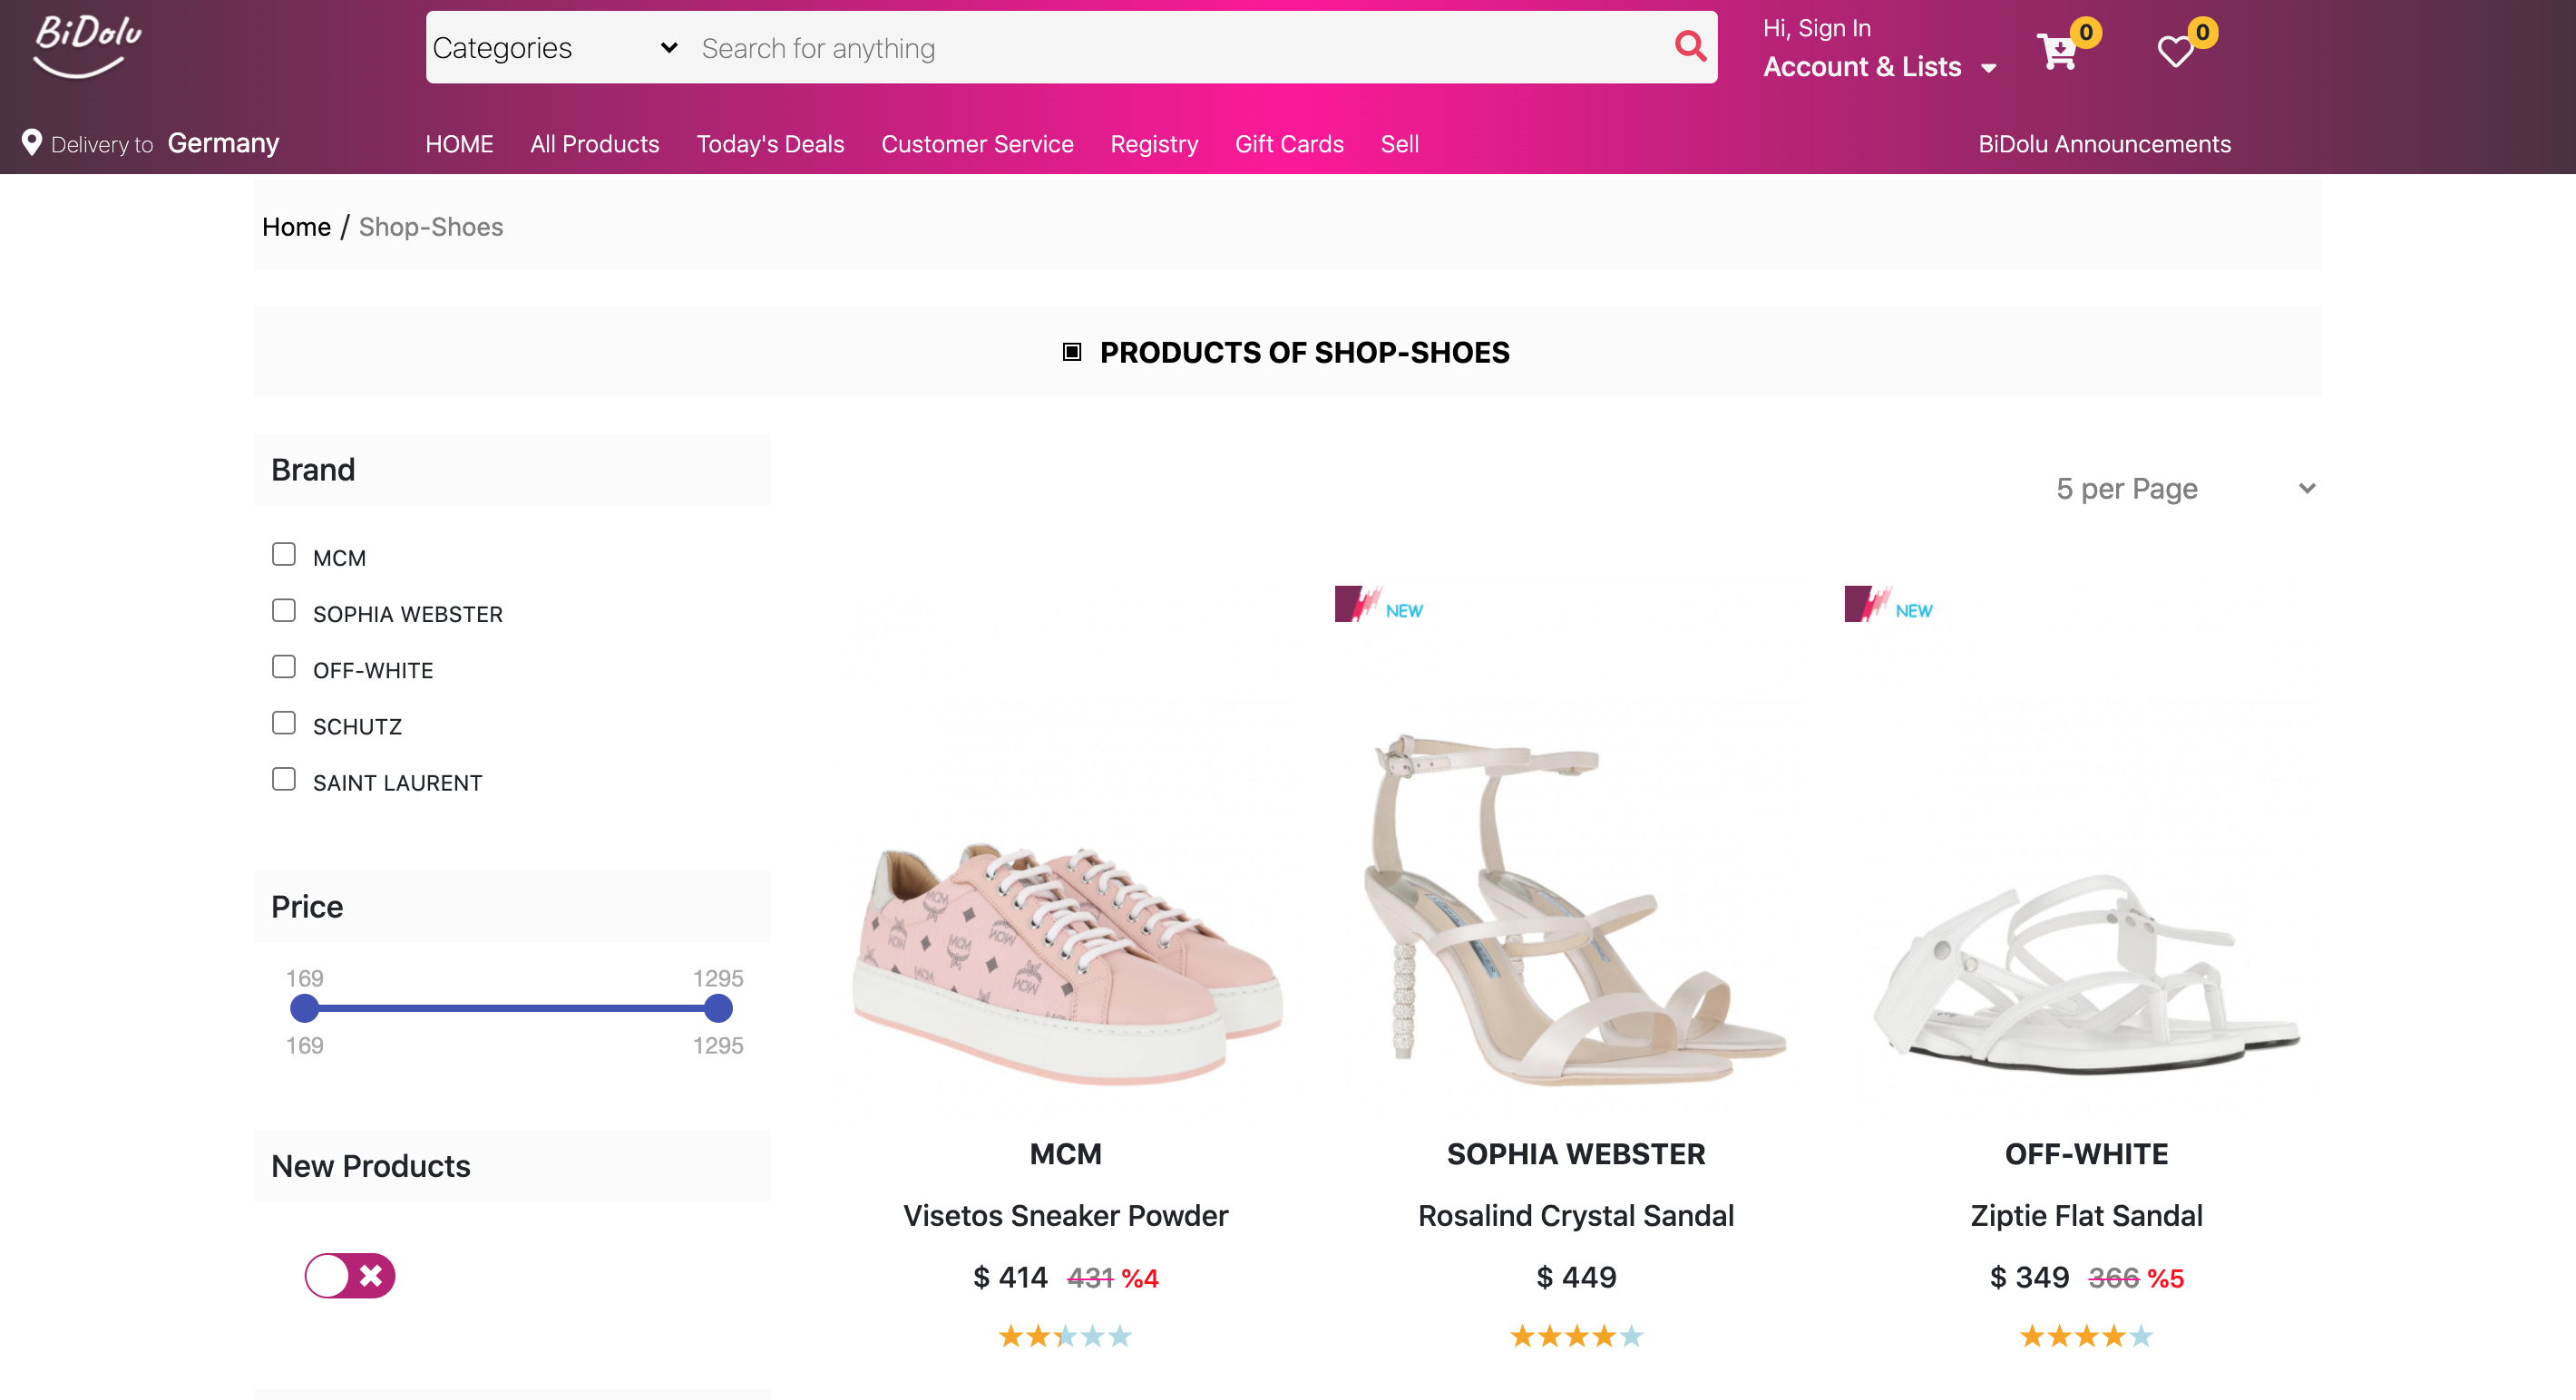 BiDolu
Categories
Search for anything
Hi, Sign In
Account & Lists
0
0
Delivery to Germany
HOME
All Products
Today's Deals
Customer Service
Registry
Gift Cards
Sell
BiDolu Announcements
Home / Shop-Shoes
PRODUCTS OF SHOP-SHOES
Brand
MCM
SOPHIA WEBSTER
OFF-WHITE
SCHUTZ
SAINT LAURENT
Price
169 1295
169 1295
New Products
5 per Page
NEW
NEW
MCM
Visetos Sneaker Powder
$ 414 431 %4
SOPHIA WEBSTER
Rosalind Crystal Sandal
$ 449
OFF-WHITE
Ziptie Flat Sandal
$ 349 366 %5